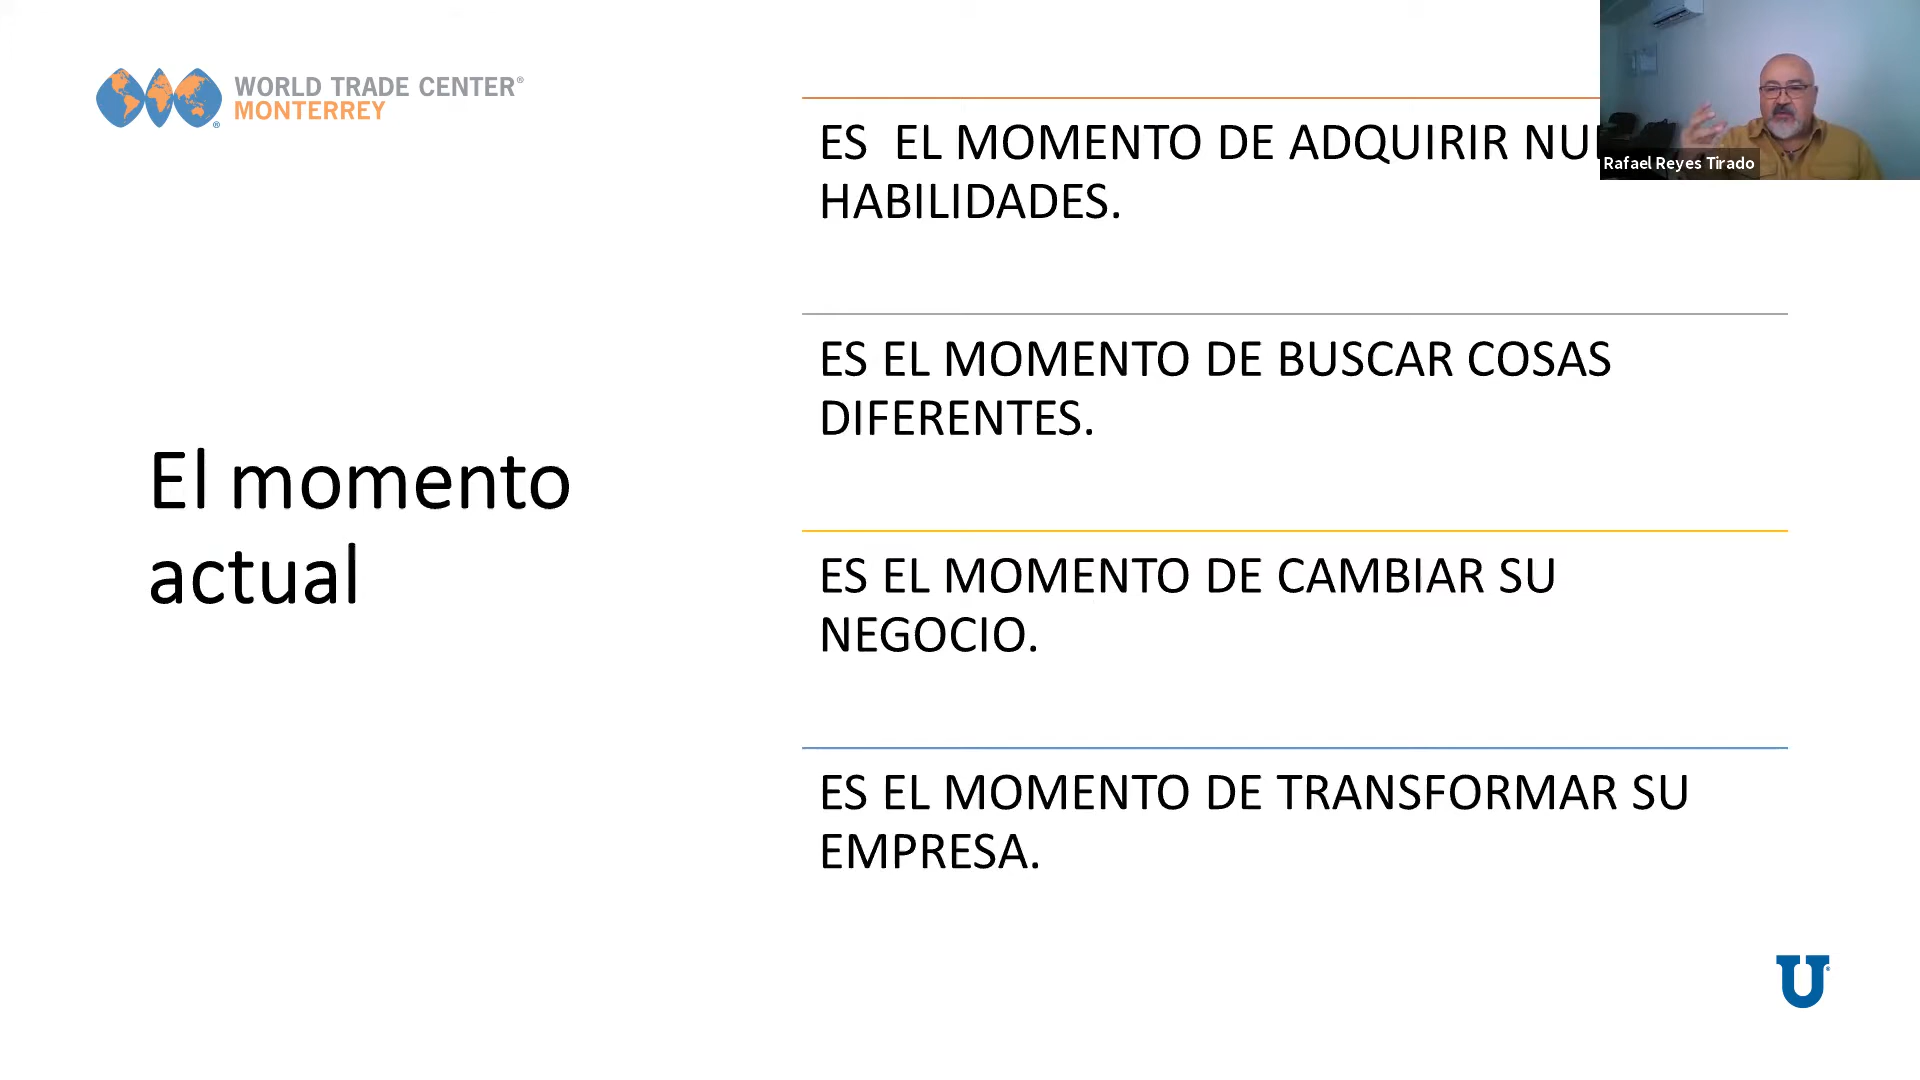 WORLD TRADE CENTER®
MONTERREY
El momento
actual
ES EL MOMENTO DE ADQUIRIR
HABILIDADES.
ES EL MOMENTO DE BUSCAR COSAS
DIFERENTES.
ES EL MOMENTO DE CAMBIAR SU
NEGOCIO.
ES EL MOMENTO DE TRANSFORMAR SU
EMPRESA.
Rafael Reyes Tirado
U